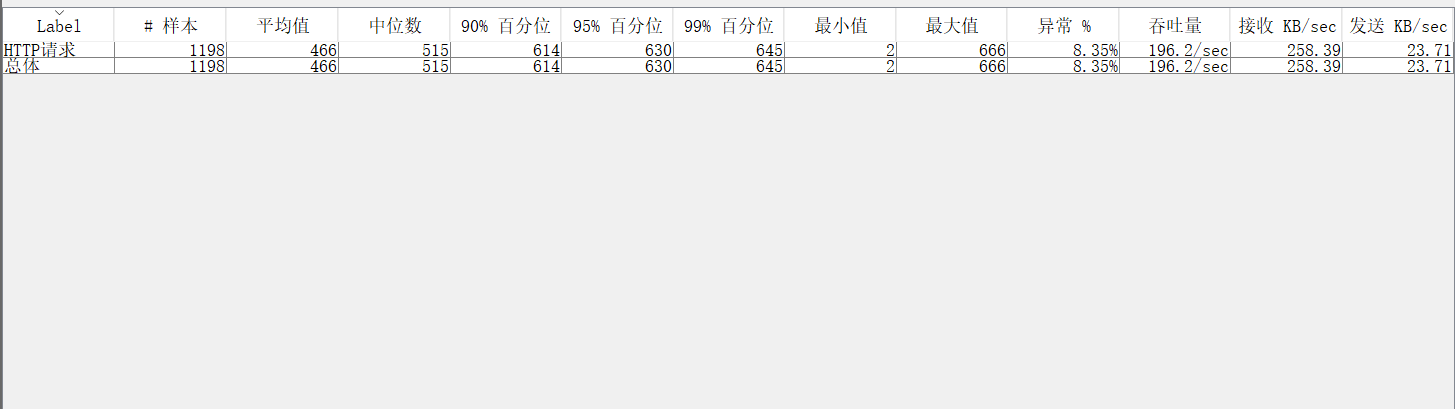 Label # 样本 平均值 中位数 90% 百分位 95% 百分位 99% 百分位 最小值 最大值 异常 % 吞吐量 接收 KB/sec 发送 KB/sec
HTTP请求 1198 466 515 614 630 645 2 666 8.35% 196.2/sec 258.39 23.71
总体 1198 466 515 614 630 645 2 666 8.35% 196.2/sec 258.39 23.71